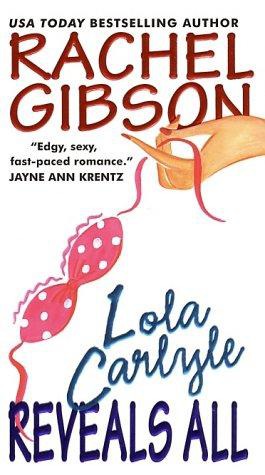 USA TODAY BESTSELLING AUTHOR
RACHEL
GIBSON
"Edgy, sexy,
fast-paced romance."
JAYNE ANN KRENTZ
Lola
Carlyle
REVEALS ALL